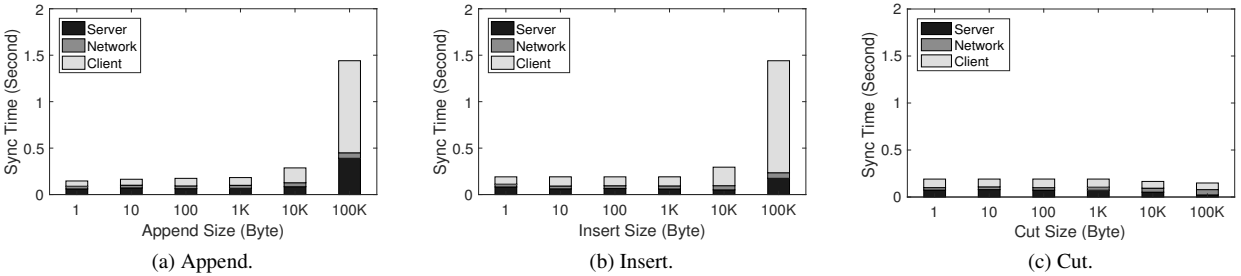 2
1.5
1
0.5
0
Sync Time (Second)
Server
Network
Client
1 10 100 1K 10K 100K
Append Size (Byte)
(a) Append.
2
1.5
1
0.5
0
Sync Time (Second)
Server
Network
Client
1 10 100 1K 10K 100K
Insert Size (Byte)
(b) Insert.
2
1.5
1
0.5
0
Sync Time (Second)
Server
Network
Client
1 10 100 1K 10K 100K
Cut Size (Byte)
(c) Cut.